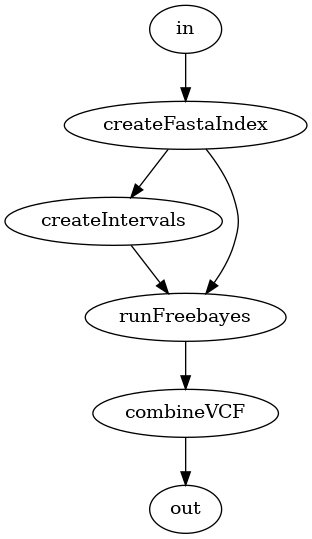 in
createFastaIndex
createIntervals
runFreebayes
combineVCF
out